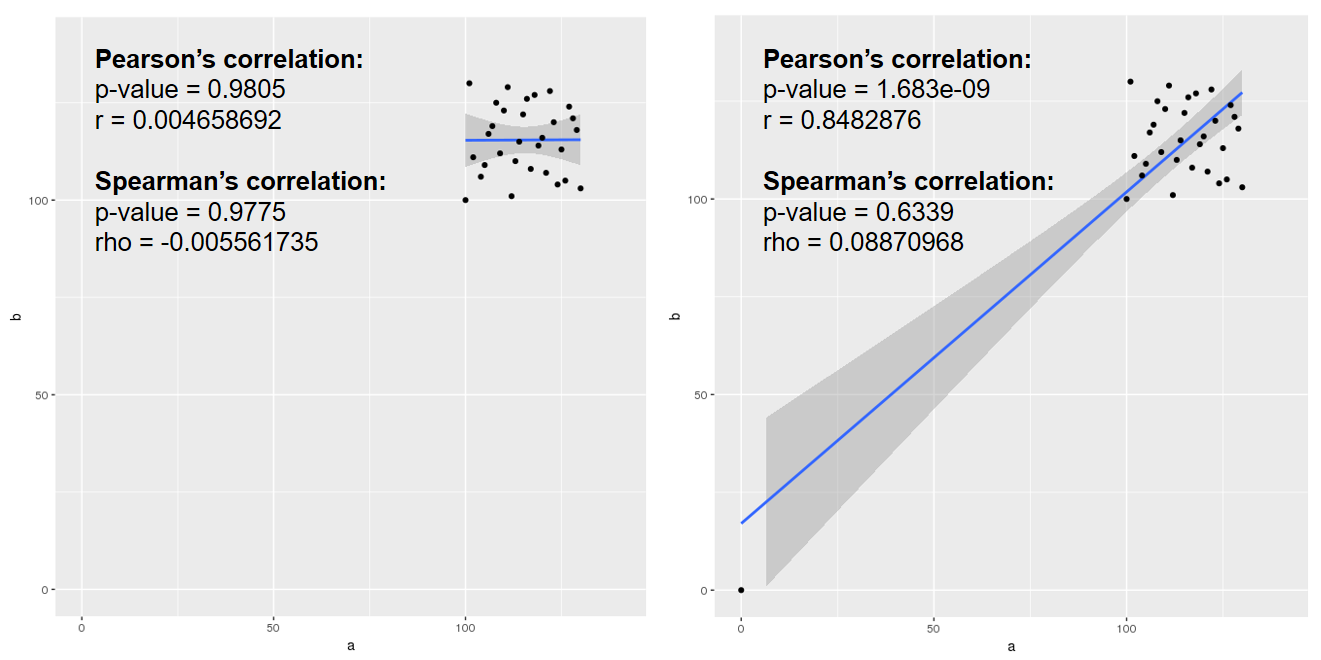 Pearson’s correlation:
p-value = 0.9805
r = 0.004658692
Spearman’s correlation:
p-value = 0.9775
rho = -0.005561735
100
50
0
b
0
50
100
a
Pearson’s correlation:
p-value = 1.683e-09
r = 0.8482876
Spearman’s correlation:
p-value = 0.6339
rho = 0.08870968
100
50
0
b
0
50
100
a